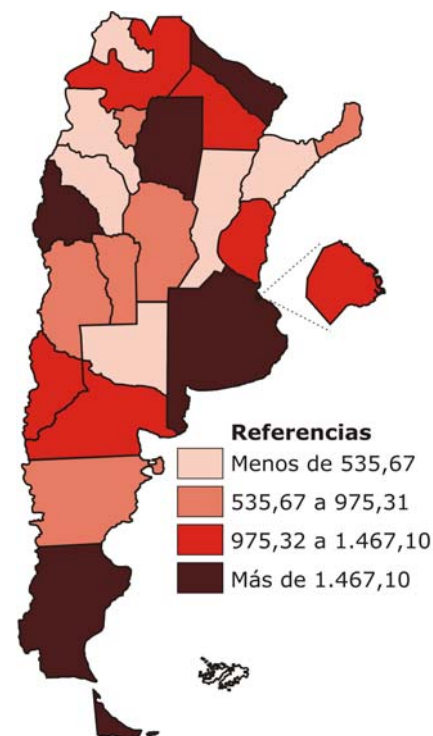 Referencias
Menos de 535,67
535,67 a 975,31
975,32 a 1.467,10
Más de 1.467,10